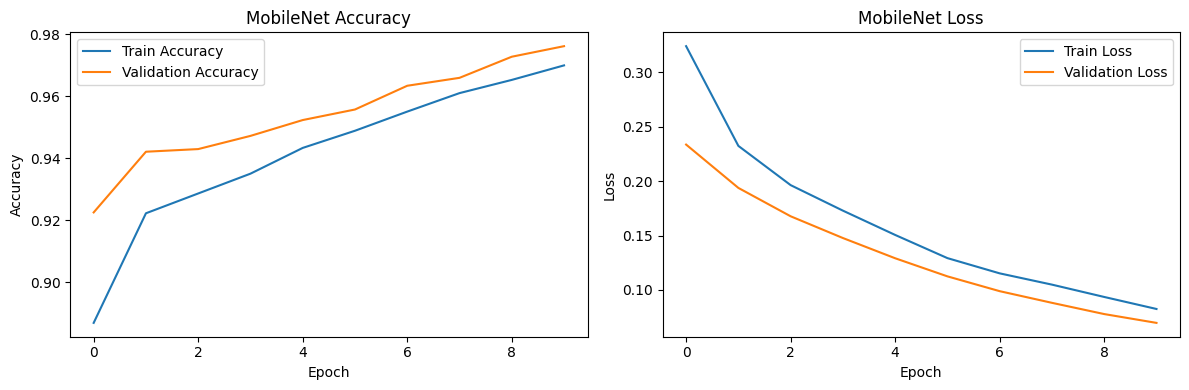 MobileNet Accuracy
0.98
0.96
0.94
0.92
0.90
Accuracy
Train Accuracy
Validation Accuracy
0 2 4 6 8
Epoch
MobileNet Loss
0.30
0.25
0.20
0.15
0.10
Loss
Train Loss
Validation Loss
0 2 4 6 8
Epoch